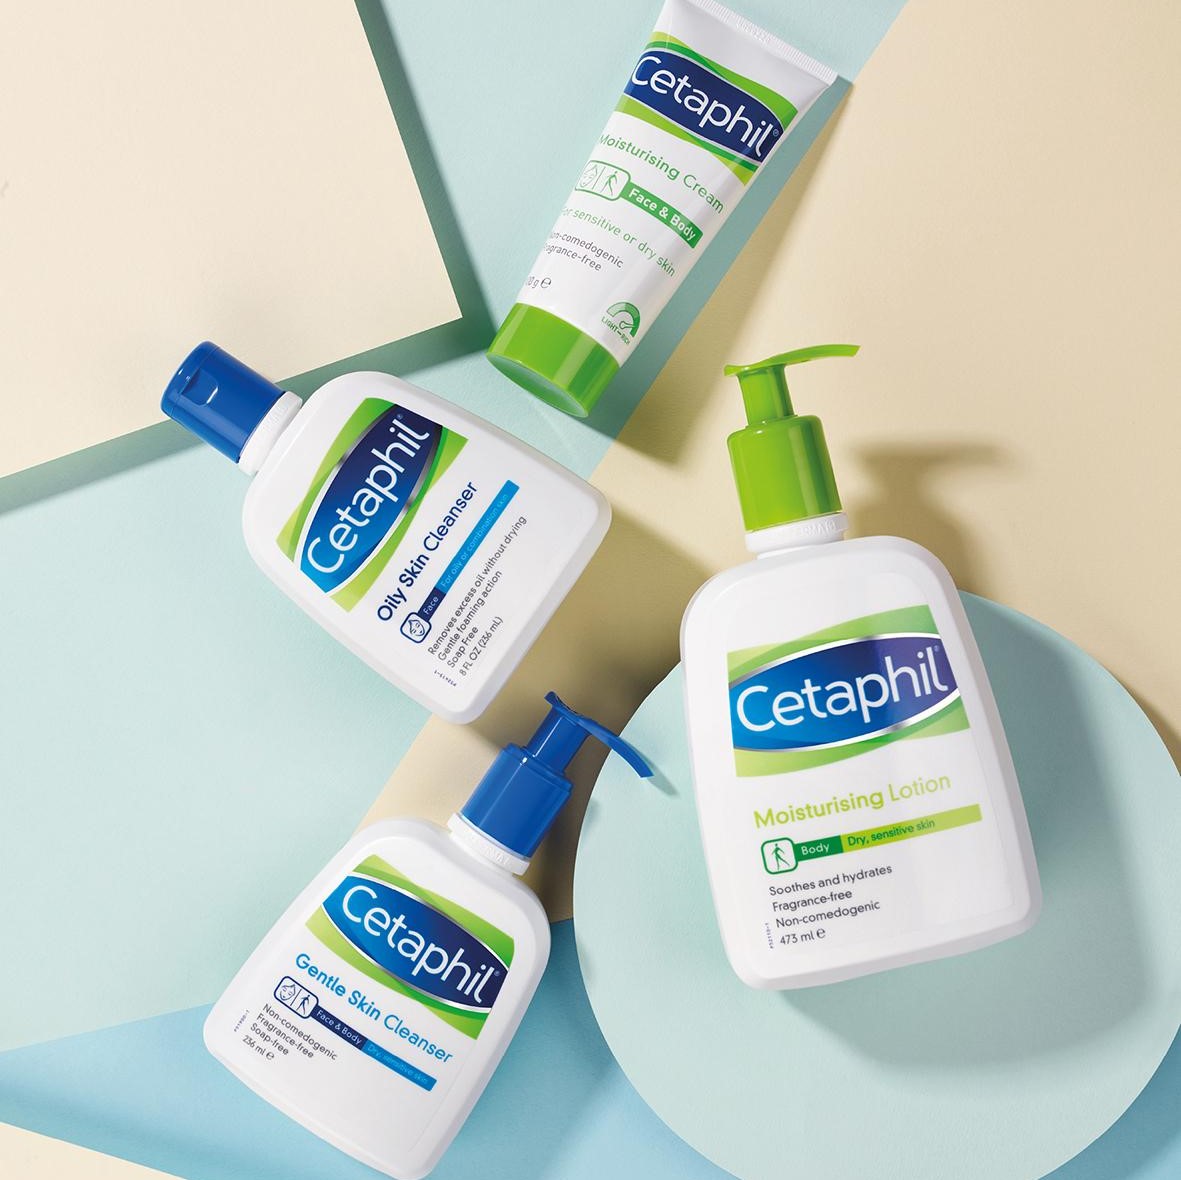 Cetaphil®
Moisturising Cream
Face & Body
For sensitive or dry skin
Non-comedogenic
Fragrance-free
LIGHT—RICH
Cetaphil®
Oily Skin Cleanser
Face For oily or combination skin
Removes excess oil without drying
Gentle foaming action
Soap Free
8 FL OZ (236 mL)
Cetaphil®
Moisturising Lotion
Body Dry, sensitive skin
Soothes and hydrates
Fragrance-free
Non-comedogenic
473 ml e
Cetaphil®
Gentle Skin Cleanser
Face & Body Dry, sensitive skin
Non-comedogenic
Fragrance-free
Soap-free
236 ml e